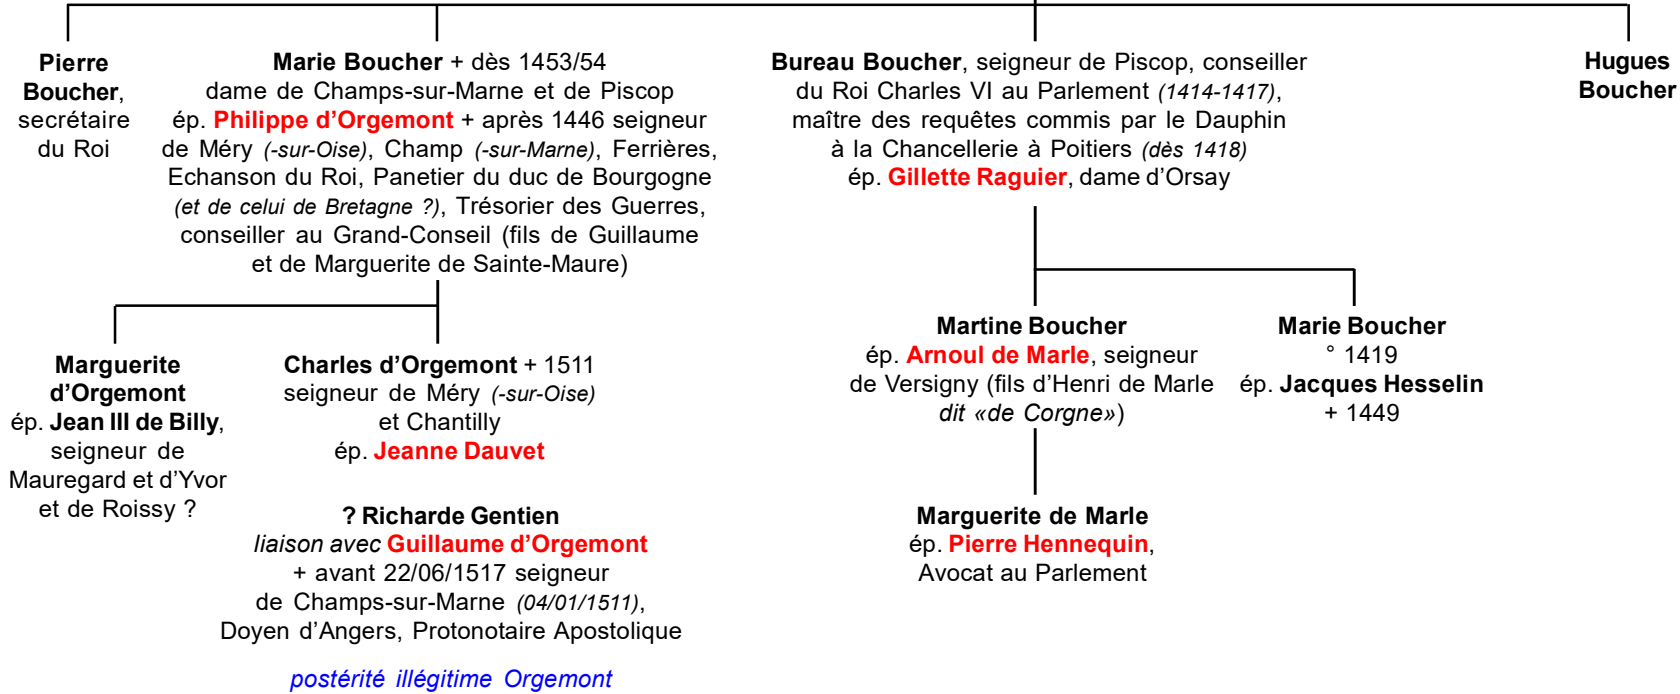 Pierre
Boucher,
secrétaire
du Roi
Marie Boucher + dès 1453/54
dame de Champs-sur-Marne et de Piscop
ép. Philippe d’Orgemont + après 1446 seigneur
de Méry (-sur-Oise), Champ (-sur-Marne), Ferrières,
Echanson du Roi, Panetier du duc de Bourgogne
(et de celui de Bretagne ?), Trésorier des Guerres,
conseiller au Grand-Conseil (fils de Guillaume
et de Marguerite de Sainte-Maure)
Bureau Boucher, seigneur de Piscop, conseiller
du Roi Charles VI au Parlement (1414-1417),
maître des requêtes commis par le Dauphin
à la Chancellerie à Poitiers (dès 1418)
ép. Gillette Raguier, dame d’Orsay
Hugues
Boucher
Marguerite
d’Orgemont
ép. Jean III de Billy,
seigneur de
Mauregard et d’Yvor
et de Roissy ?
Charles d’Orgemont + 1511
seigneur de Méry (-sur-Oise)
et Chantilly
ép. Jeanne Dauvet
? Richarde Gentien
liaison avec Guillaume d’Orgemont
+ avant 22/06/1517 seigneur
de Champs-sur-Marne (04/01/1511),
Doyen d’Angers, Protonotaire Apostolique
postérité illégitime Orgemont
Martine Boucher
ép. Arnoul de Marle, seigneur
de Versigny (fils d’Henri de Marle
dit «de Corgne»)
Marie Boucher
° 1419
ép. Jacques Hesselin
+ 1449
Marguerite de Marle
ép. Pierre Hennequin,
Avocat au Parlement